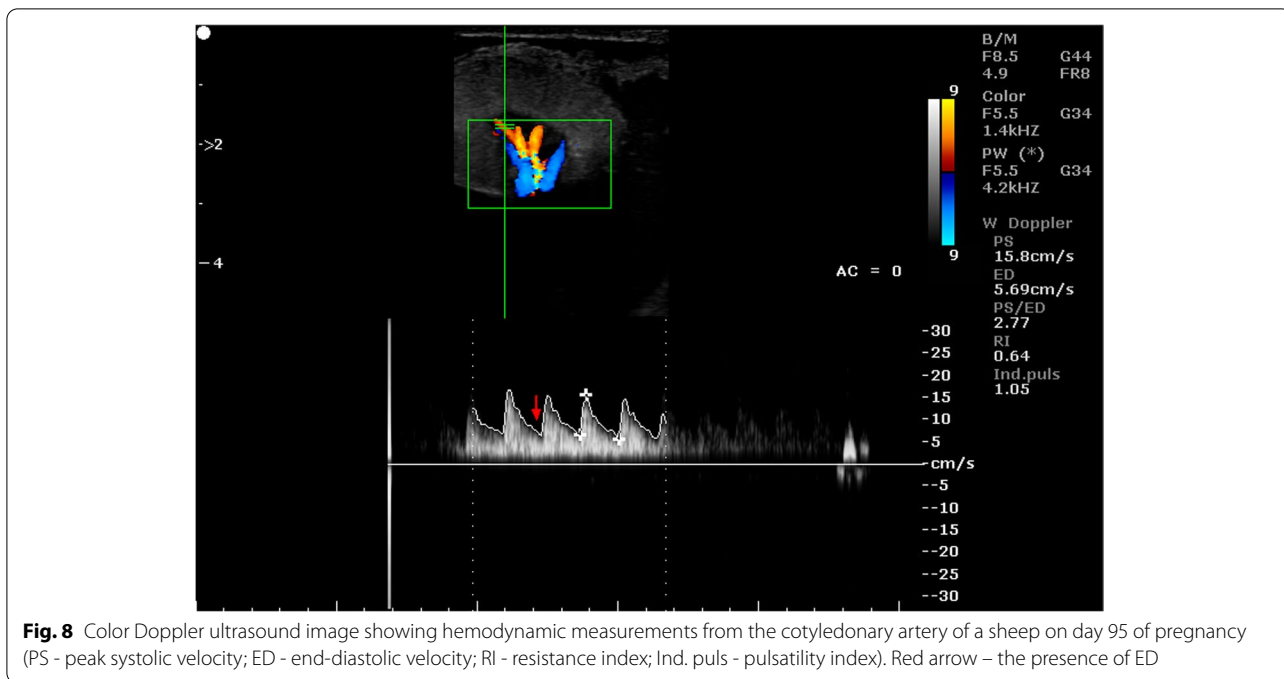 B/M
F8.5 G44
4.9 FR8
Color
F5.5 G34
1.4kHZ
PW (*)
F5.5 G34
4.2kHZ
W Doppler
PS
15.8cm/s
ED
5.69cm/s
PS/ED
2.77
RI
0.64
Ind.puls
1.05
9
9
>2
4
AC = 0
-30
-25
-20
-15
-10
-5
-cm/s
--5
--10
--15
--20
--25
--30
Fig. 8 Color Doppler ultrasound image showing hemodynamic measurements from the cotyledonary artery of a sheep on day 95 of pregnancy
(PS - peak systolic velocity; ED - end-diastolic velocity; RI - resistance index; Ind. puls - pulsatility index). Red arrow – the presence of ED